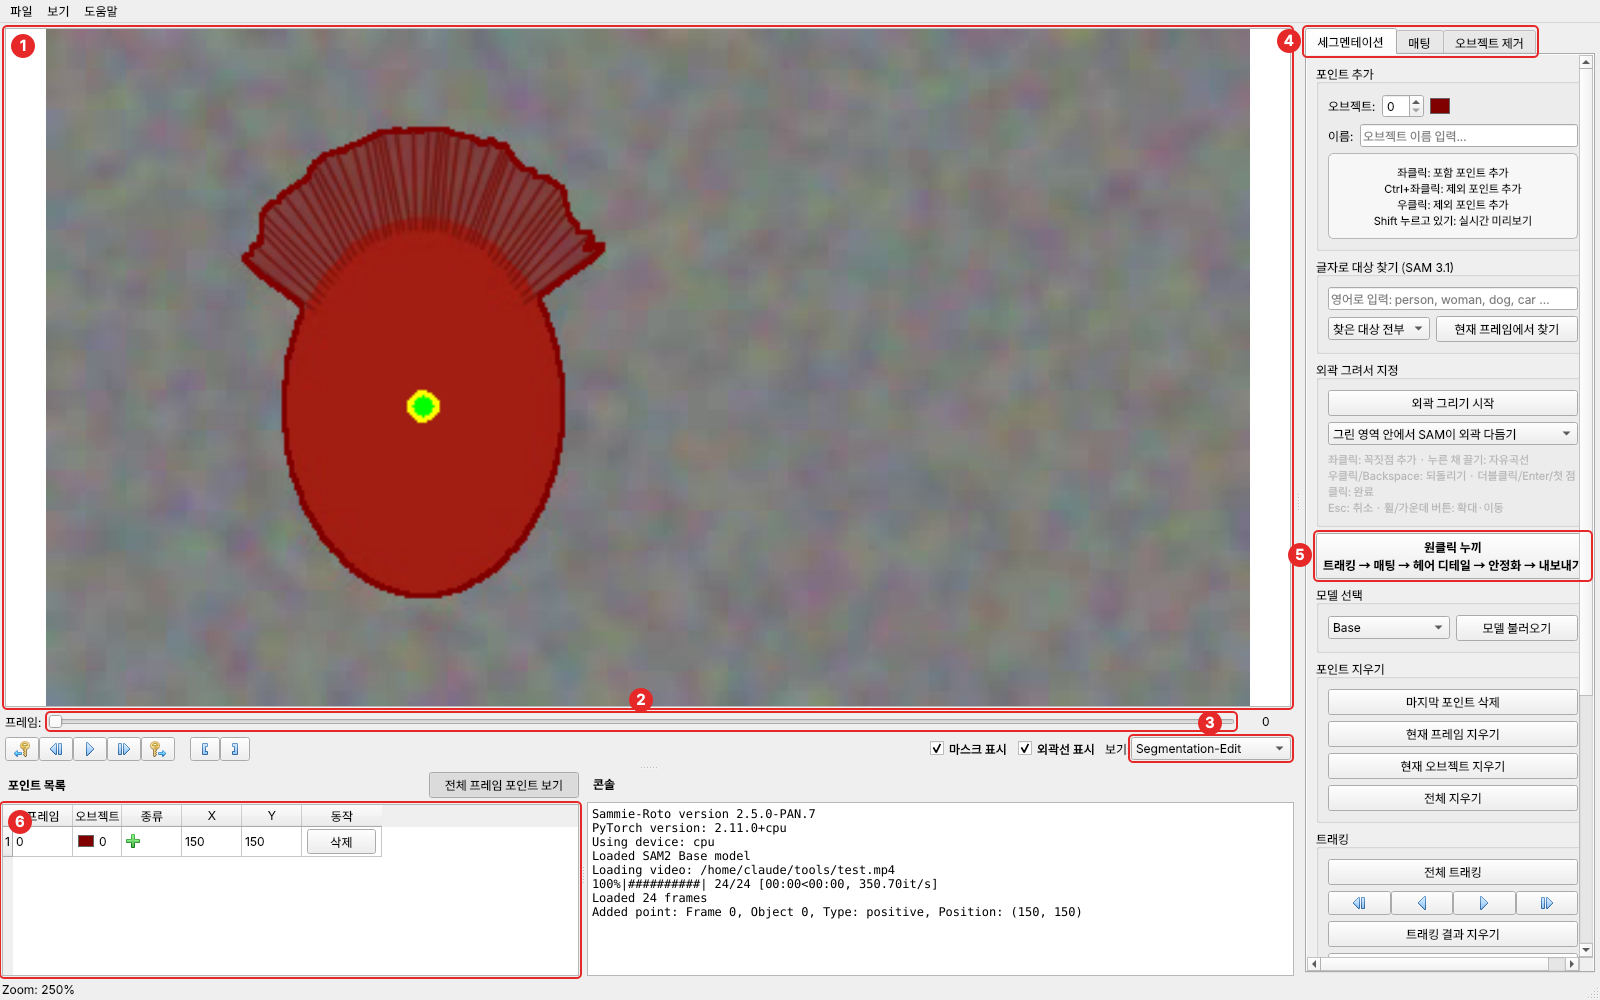 파일 보기 도움말
1
4
세그멘테이션 매팅 오브젝트 제거
포인트 추가
오브젝트: 0
이름: 오브젝트 이름 입력...
좌클릭: 포함 포인트 추가
Ctrl+좌클릭: 제외 포인트 추가
우클릭: 제외 포인트 추가
Shift 누르고 있기: 실시간 미리보기
글자로 대상 찾기 (SAM 3.1)
영어로 입력: person, woman, dog, car ...
찾은 대상 전부 현재 프레임에서 찾기
외곽 그려서 지정
외곽 그리기 시작
그린 영역 안에서 SAM이 외곽 다듬기
좌클릭: 꼭짓점 추가 · 누른 채 끌기: 자유곡선
우클릭/Backspace: 되돌리기 · 더블클릭/Enter/첫 점
클릭: 완료
Esc: 취소 · 휠/가운데 버튼: 확대·이동
5
원클릭 누끼
트래킹 → 매팅 → 헤어 디테일 → 안정화 → 내보내기
모델 선택
Base 모델 불러오기
포인트 지우기
마지막 포인트 삭제
현재 프레임 지우기
현재 오브젝트 지우기
전체 지우기
트래킹
전체 트래킹
트래킹 결과 지우기
2
프레임: 3 0
마스크 표시 외곽선 표시 보기 Segmentation-Edit
포인트 목록 전체 프레임 포인트 보기
6 프레임 오브젝트 종류 X Y 동작
1 0 0 150 150 삭제
콘솔
Sammie-Roto version 2.5.0-PAN.7
PyTorch version: 2.11.0+cpu
Using device: cpu
Loaded SAM2 Base model
Loading video: /home/claude/tools/test.mp4
100%|##########| 24/24 [00:00<00:00, 350.70it/s]
Loaded 24 frames
Added point: Frame 0, Object 0, Type: positive, Position: (150, 150)
Zoom: 250%